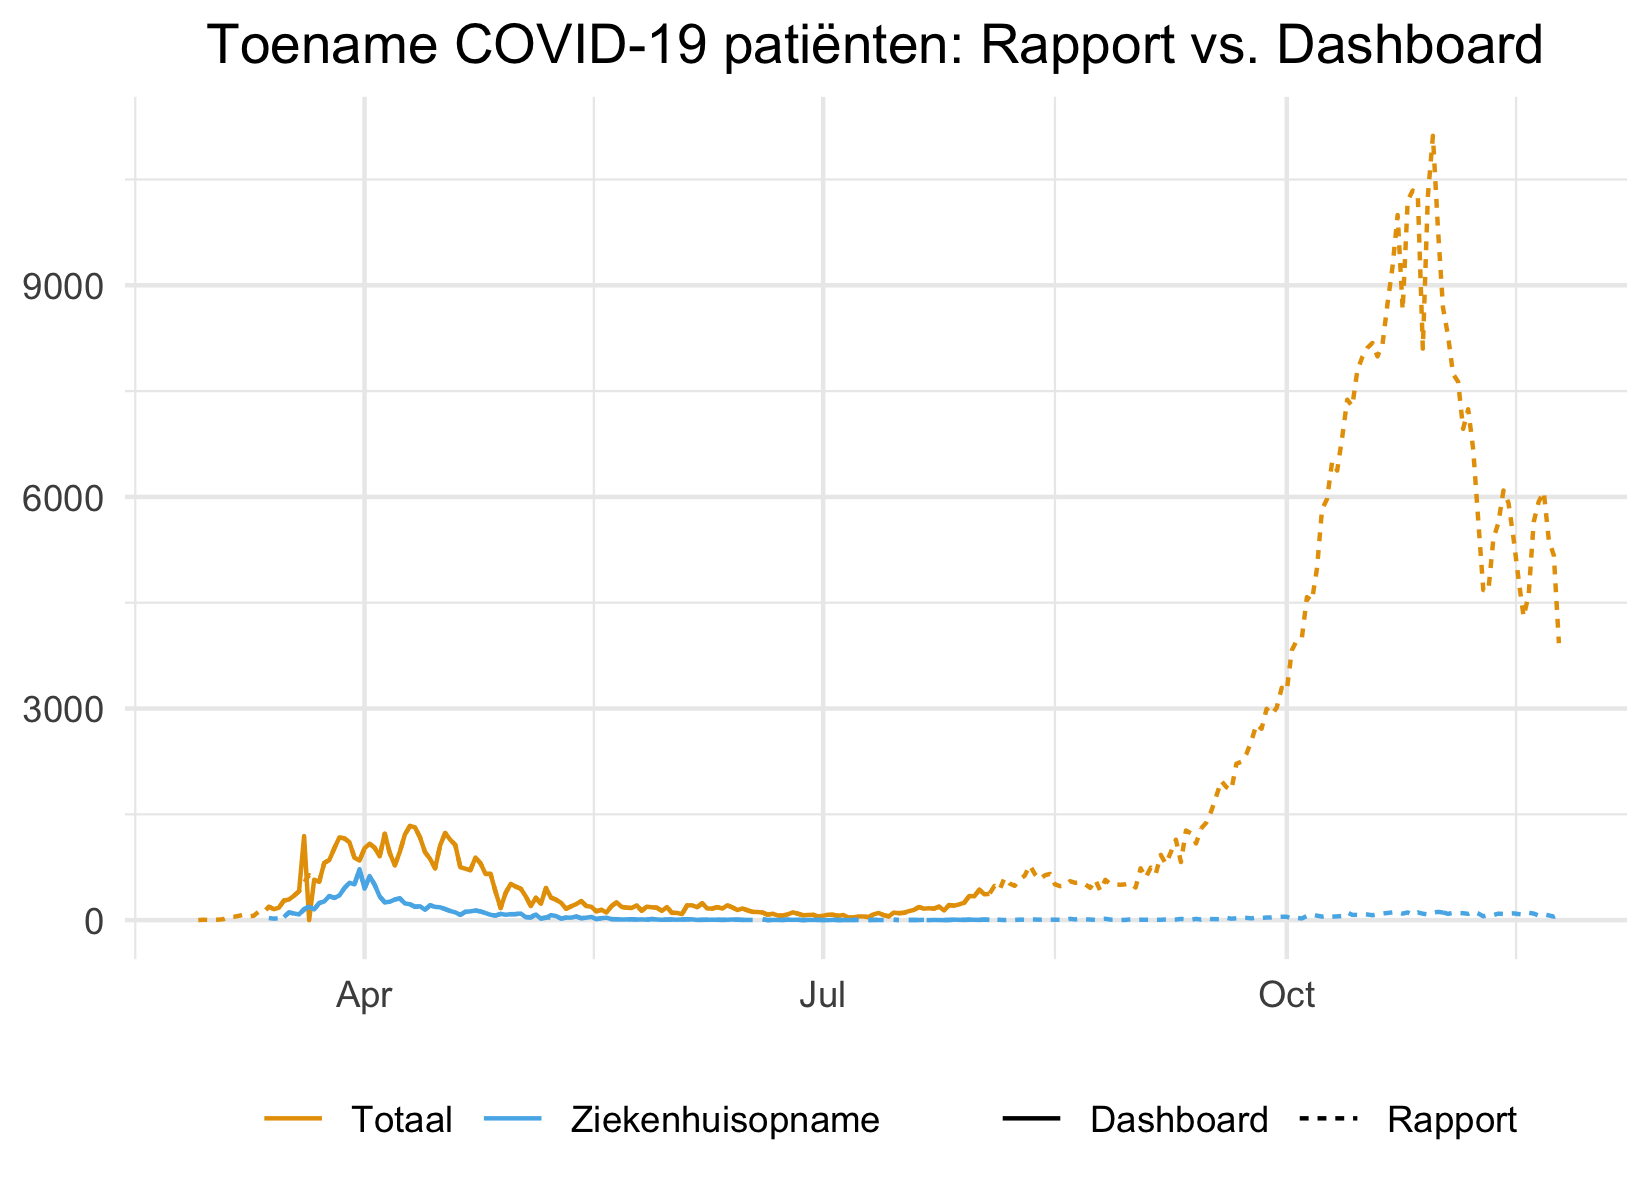 Toename COVID-19 patiënten: Rapport vs. Dashboard
9000
6000
3000
0
Apr Jul Oct
Totaal Ziekenhuisopname Dashboard Rapport